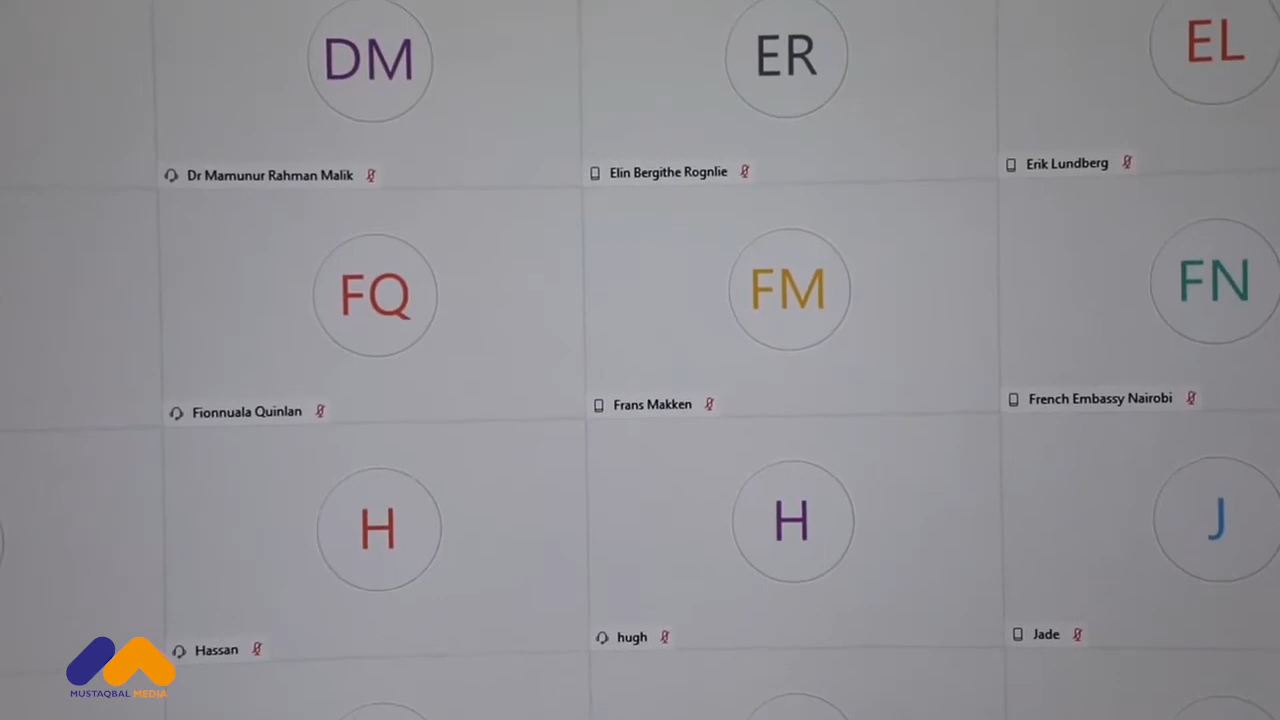 DM
ER
EL
Dr Mamunur Rahman Malik
Elin Bergithe Rognlie
Erik Lundberg
FQ
FM
FN
Fionnuala Quinlan
Frans Makken
French Embassy Nairobi
H
H
J
Hassan
hugh
Jade
MUSTAQBAL MEDIA